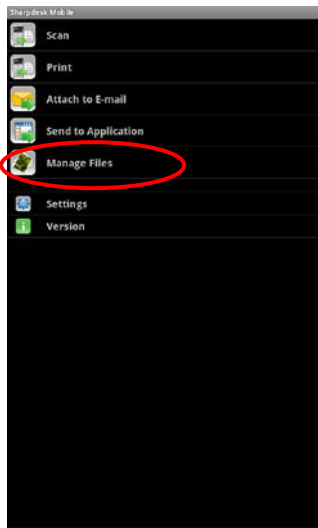 Sharpdesk Mobile
Scan
Print
Attach to E-mail
Send to Application
Manage Files
Settings
Version